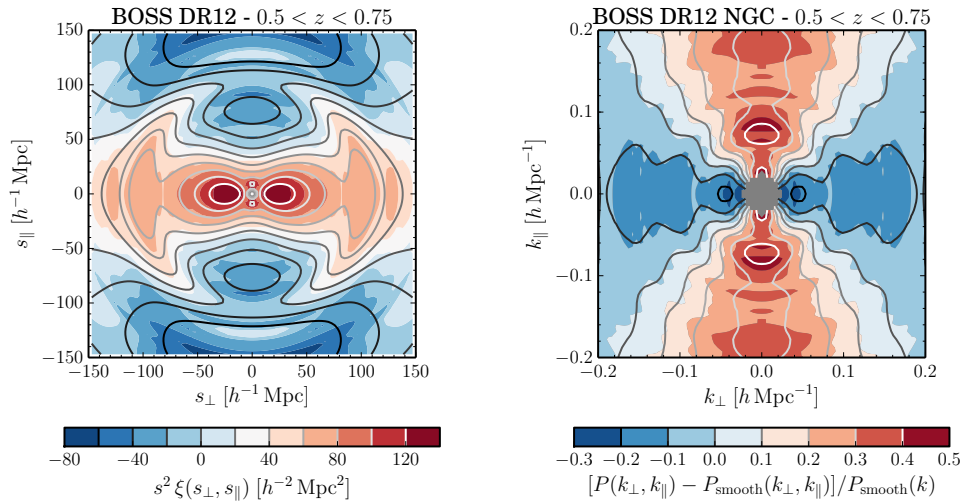 BOSS DR12 - 0.5 < z < 0.75
150
100
50
0
−50
−100
−150
s∥ [h⁻¹ Mpc]
−150 −100 −50 0 50 100 150
s⊥ [h⁻¹ Mpc]
−80 −40 0 40 80 120
s² ξ(s⊥, s∥) [h⁻² Mpc²]
BOSS DR12 NGC - 0.5 < z < 0.75
0.2
0.1
0.0
−0.1
−0.2
k∥ [h Mpc⁻¹]
−0.2 −0.1 0.0 0.1 0.2
k⊥ [h Mpc⁻¹]
−0.3 −0.2 −0.1 0.0 0.1 0.2 0.3 0.4 0.5
[P(k⊥, k∥) − Psmooth(k⊥, k∥)]/Psmooth(k)